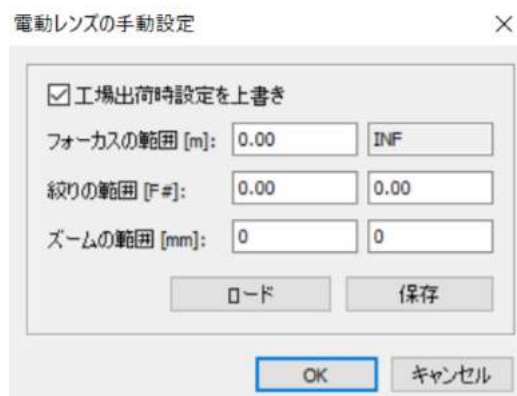 電動レンズの手動設定
工場出荷時設定を上書き
フォーカスの範囲 [m]: 0.00 INF
絞りの範囲 [F#]: 0.00 0.00
ズームの範囲 [mm]: 0 0
ロード 保存
OK キャンセル